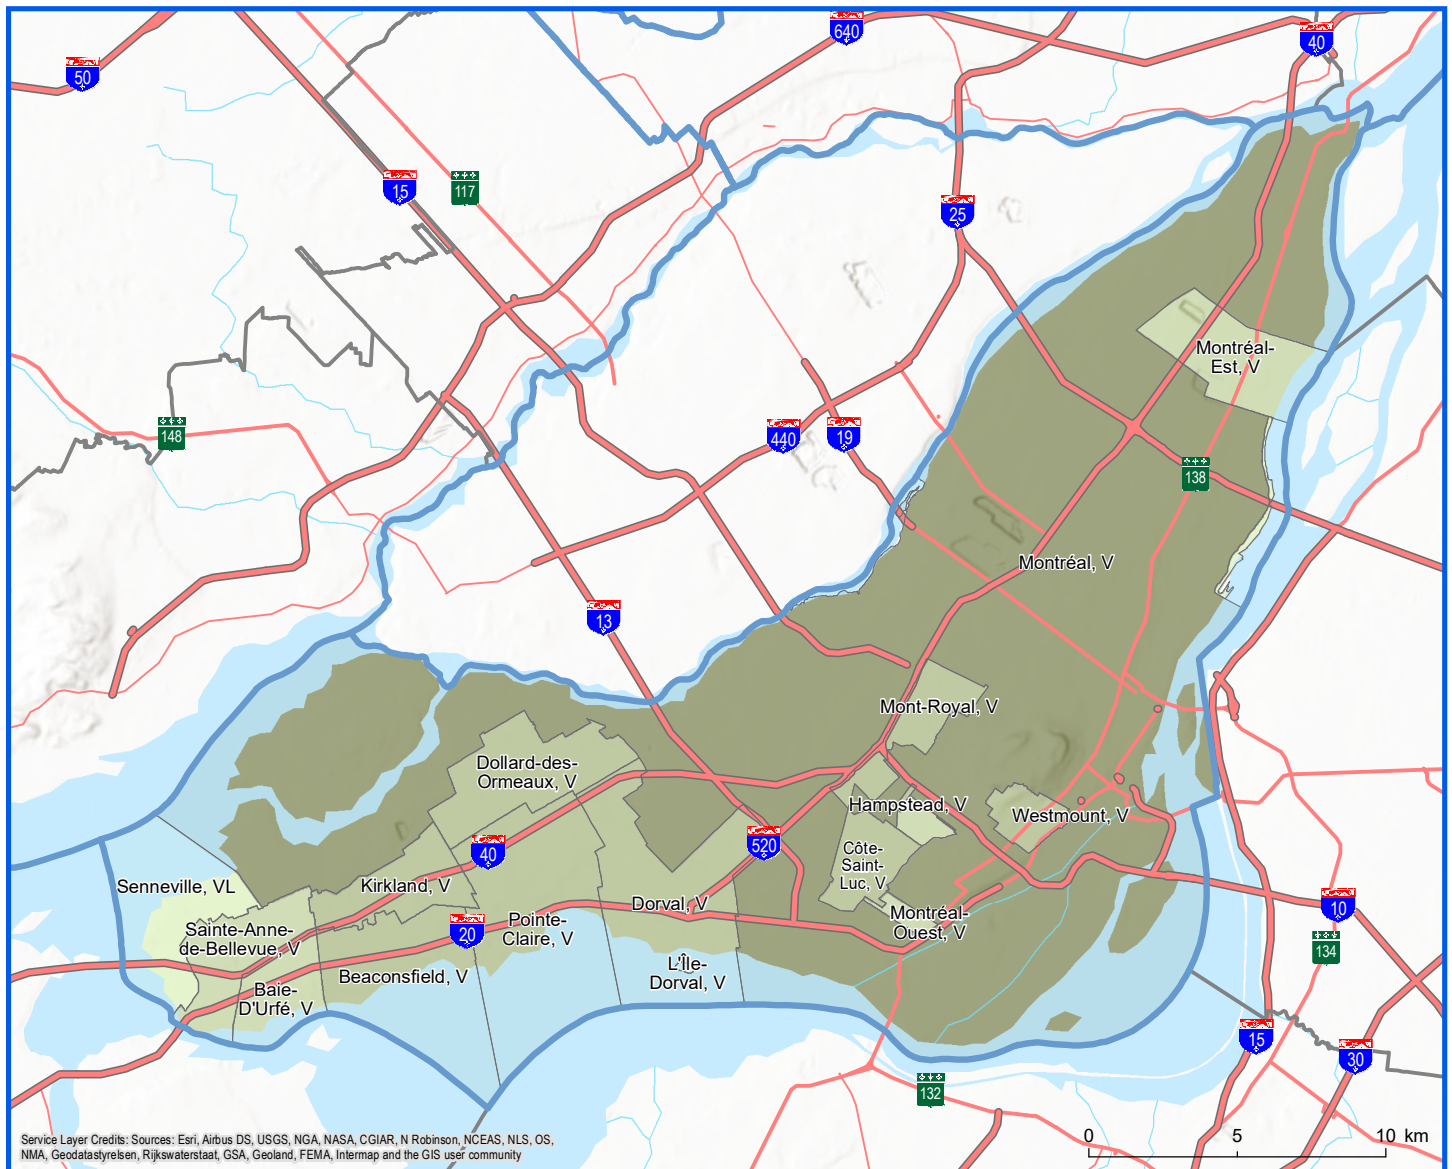 640
40
50
15
117
25
Montréal-
Est, V
148
440
19
138
Montréal, V
13
Mont-Royal, V
Dollard-des-
Ormeaux, V
Hampstead, V
Westmount, V
40
520
Côte-
Saint-
Luc, V
Senneville, VL
Kirkland, V
Dorval, V
10
Sainte-Anne-
de-Bellevue, V
20
Pointe-
Claire, V
Montréal-
Ouest, V
134
Beaconsfield, V
L'Île-
Dorval, V
Baie-
D'Urfé, V
15
30
132
Service Layer Credits: Sources: Esri, Airbus DS, USGS, NGA, NASA, CGIAR, N Robinson, NCEAS, NLS, OS,
NMA, Geodatastyrelsen, Rijkswaterstaat, GSA, Geoland, FEMA, Intermap and the GIS user community
0 5 10 km